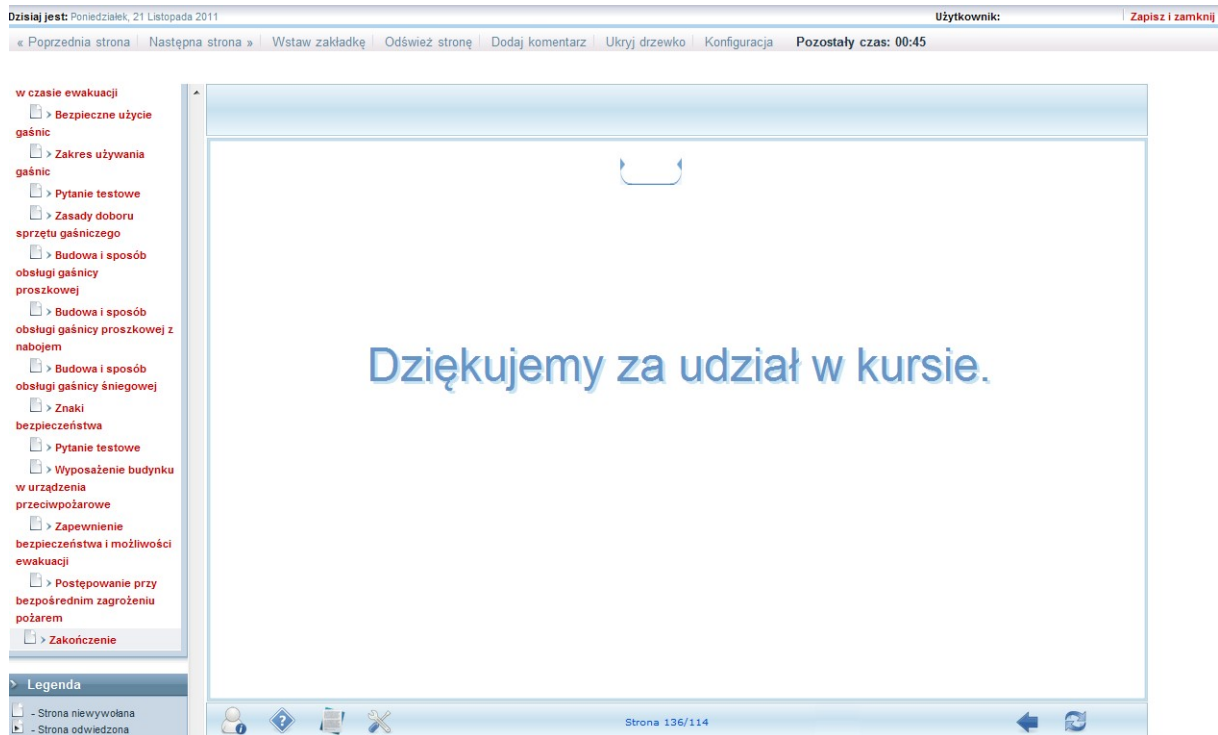 Dzisiaj jest: Poniedziałek, 21 Listopada 2011
Użytkownik:
Zapisz i zamknij
« Poprzednia strona
Następna strona »
Wstaw zakładkę
Odśwież stronę
Dodaj komentarz
Ukryj drzewko
Konfiguracja
Pozostały czas: 00:45
w czasie ewakuacji
> Bezpieczne użycie
gaśnic
> Zakres używania
gaśnic
> Pytanie testowe
> Zasady doboru
sprzętu gaśniczego
> Budowa i sposób
obsługi gaśnicy
proszkowej
> Budowa i sposób
obsługi gaśnicy proszkowej z
nabojem
> Budowa i sposób
obsługi gaśnicy śniegowej
> Znaki
bezpieczeństwa
> Pytanie testowe
> Wyposażenie budynku
w urządzenia
przeciwpożarowe
> Zapewnienie
bezpieczeństwa i możliwości
ewakuacji
> Postępowanie przy
bezpośrednim zagrożeniu
pożarem
> Zakończenie
> Legenda
- Strona niewywołana
- Strona odwiedzona
Dziękujemy za udział w kursie.
Strona 136/114